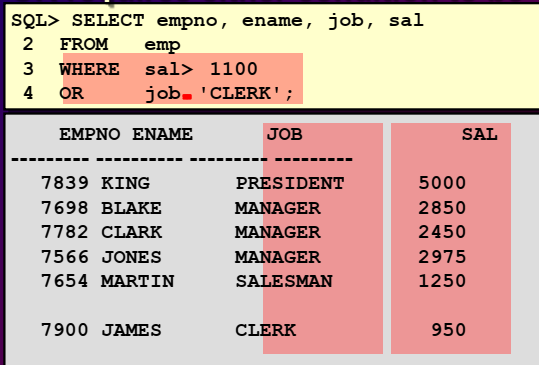 SQL> SELECT empno, ename, job, sal
2 FROM emp
3 WHERE sal> 1100
4 OR job 'CLERK';
EMPNO ENAME JOB SAL
--------- ---------- --------- ---------
7839 KING PRESIDENT 5000
7698 BLAKE MANAGER 2850
7782 CLARK MANAGER 2450
7566 JONES MANAGER 2975
7654 MARTIN SALESMAN 1250
7900 JAMES CLERK 950